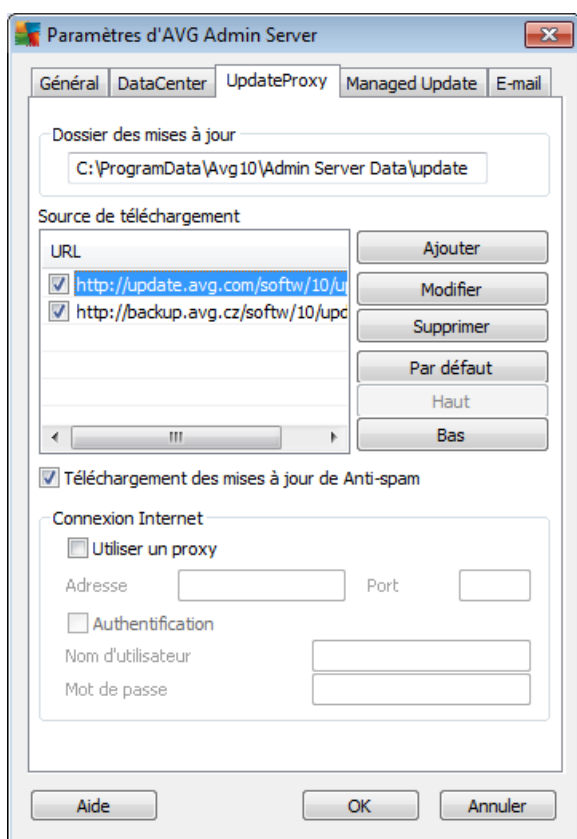 Paramètres d'AVG Admin Server
Général DataCenter UpdateProxy Managed Update E-mail
Dossier des mises à jour
C:\ProgramData\Avg10\Admin Server Data\update
Source de téléchargement
URL
http://update.avg.com/softw/10/u
http://backup.avg.cz/softw/10/upd
Ajouter
Modifier
Supprimer
Par défaut
Haut
Bas
Téléchargement des mises à jour de Anti-spam
Connexion Internet
Utiliser un proxy
Adresse Port
Authentification
Nom d'utilisateur
Mot de passe
Aide OK Annuler